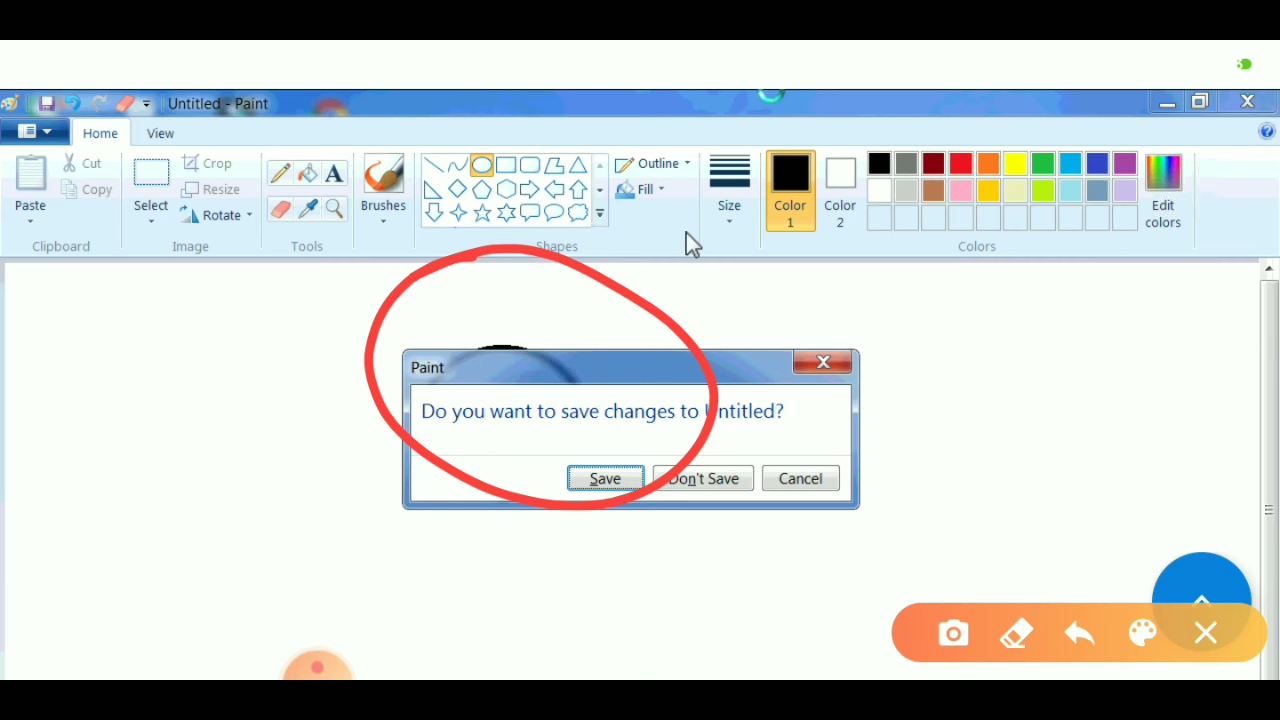 Untitled - Paint
Home View
Paste
Cut
Copy
Clipboard
Select
Crop
Resize
Rotate
Image
A
Tools
Brushes
Shapes
Outline
Fill
Size
Color 1
Color 2
Edit colors
Colors
Paint
Do you want to save changes to Untitled?
Save Don't Save Cancel